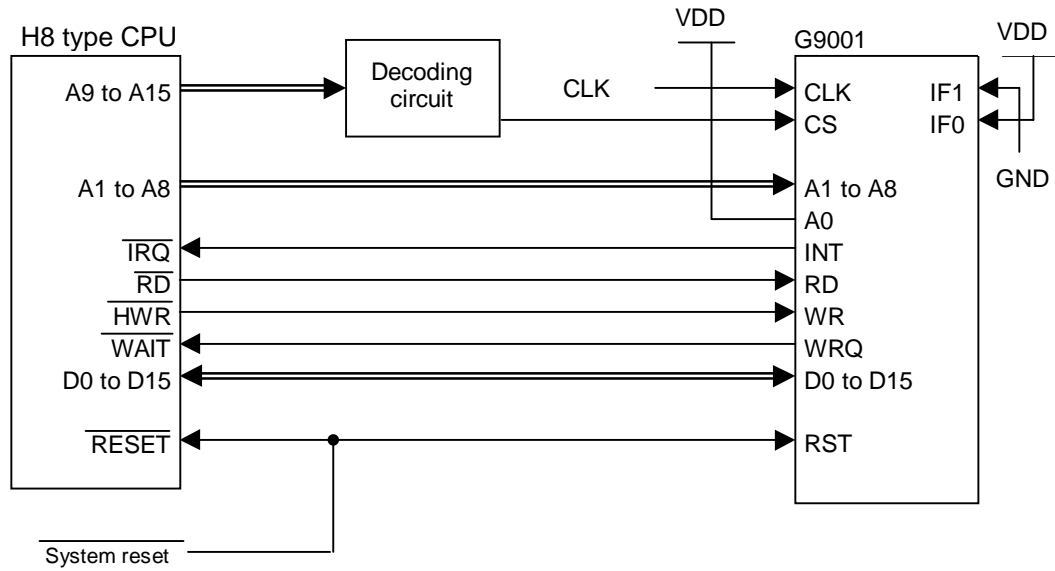 H8 type CPU
A9 to A15
A1 to A8
IRQ
RD
HWR
WAIT
D0 to D15
RESET
System reset
Decoding
circuit
CLK
VDD
G9001
CLK
CS
A1 to A8
A0
INT
RD
WR
WRQ
D0 to D15
RST
IF1
IF0
VDD
GND